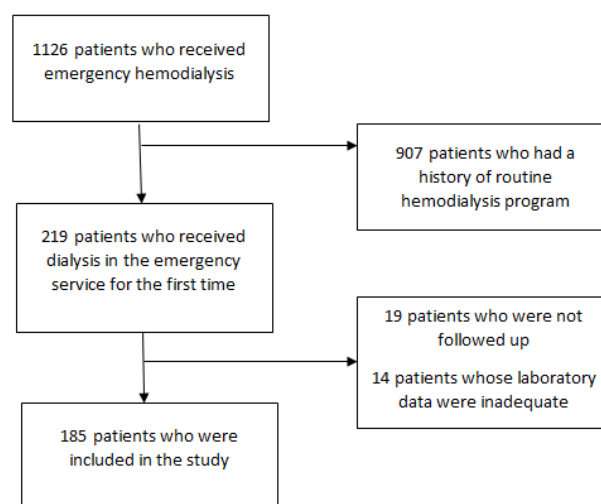 1126 patients who received
emergency hemodialysis
907 patients who had a
history of routine
hemodialysis program
219 patients who received
dialysis in the emergency
service for the first time
19 patients who were not
followed up
14 patients whose laboratory
data were inadequate
185 patients who were
included in the study